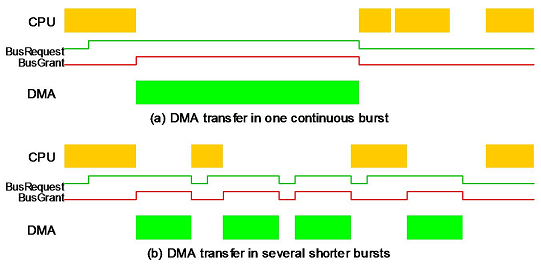 CPU
BusRequest
BusGrant
DMA
(a) DMA transfer in one continuous burst
CPU
BusRequest
BusGrant
DMA
(b) DMA transfer in several shorter bursts